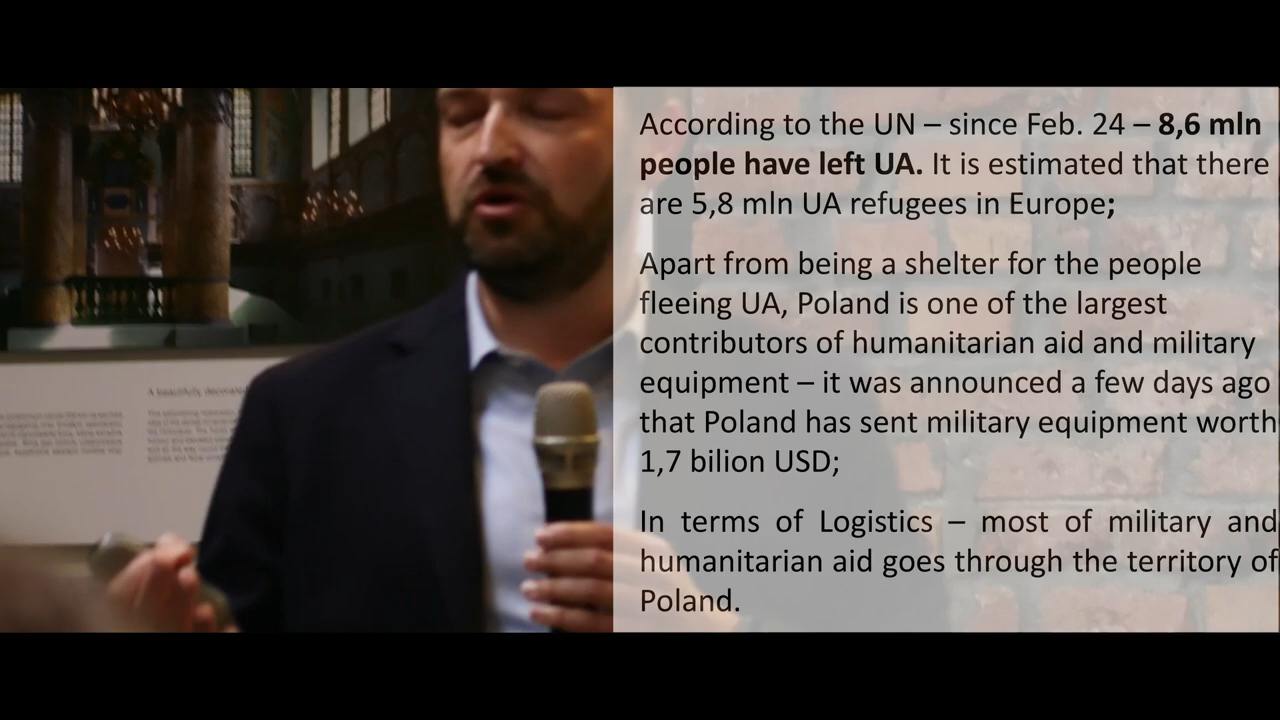 According to the UN – since Feb. 24 – 8,6 mln
people have left UA. It is estimated that there
are 5,8 mln UA refugees in Europe;
Apart from being a shelter for the people
fleeing UA, Poland is one of the largest
contributors of humanitarian aid and military
equipment – it was announced a few days ago
that Poland has sent military equipment worth
1,7 bilion USD;
In terms of Logistics – most of military and
humanitarian aid goes through the territory of
Poland.
A beautifully decorated